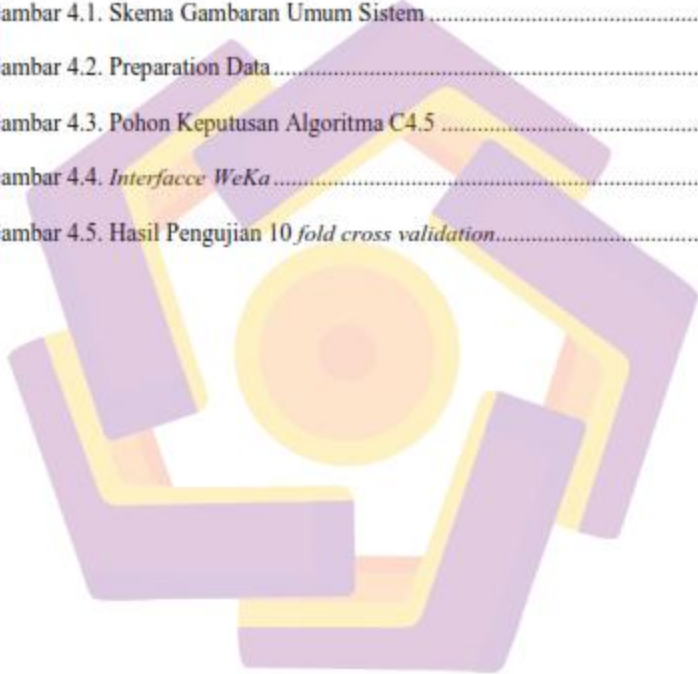 ambar 4.1. Skema Gambaran Umum Sistem ........................................
ambar 4.2. Preparation Data ........................................
ambar 4.3. Pohon Keputusan Algoritma C4.5 ........................................
ambar 4.4. Interfacce WeKa ........................................
ambar 4.5. Hasil Pengujian 10 fold cross validation ........................................